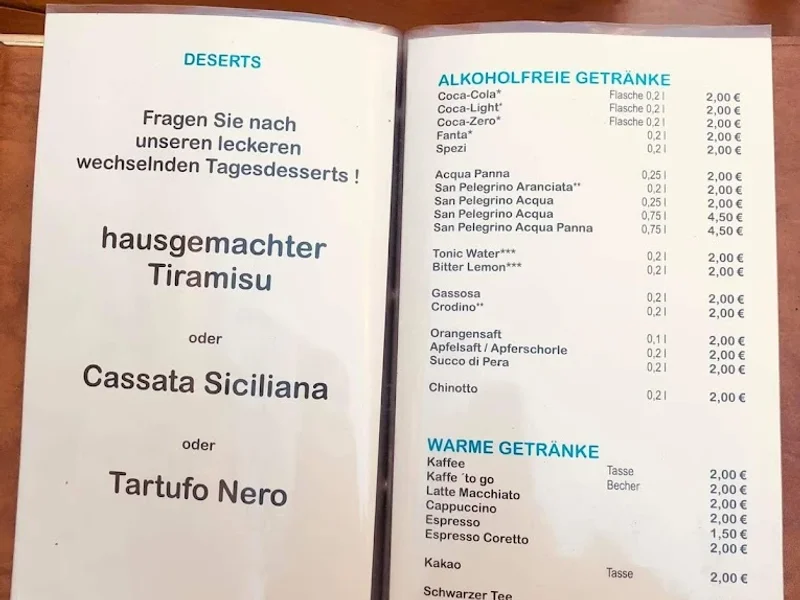 DESERTS
Fragen Sie nach
unseren leckeren
wechselnden Tagesdesserts !
hausgemachter
Tiramisu
oder
Cassata Siciliana
oder
Tartufo Nero
ALKOHOLFREIE GETRÄNKE
Coca-Cola* Flasche 0,2 l 2,00 €
Coca-Light* Flasche 0,2 l 2,00 €
Coca-Zero* Flasche 0,2 l 2,00 €
Fanta* 0,2 l 2,00 €
Spezi 0,2 l 2,00 €
Acqua Panna 0,25 l 2,00 €
San Pelegrino Aranciata** 0,2 l 2,00 €
San Pelegrino Acqua 0,25 l 2,00 €
San Pelegrino Acqua 0,75 l 4,50 €
San Pelegrino Acqua Panna 0,75 l 4,50 €
Tonic Water*** 0,2 l 2,00 €
Bitter Lemon*** 0,2 l 2,00 €
Gassosa 0,2 l 2,00 €
Crodino** 0,2 l 2,00 €
Orangensaft 0,1 l 2,00 €
Apfelsaft / Apferschorle 0,2 l 2,00 €
Succo di Pera 0,2 l 2,00 €
Chinotto 0,2 l 2,00 €
WARME GETRÄNKE
Kaffee Tasse 2,00 €
Kaffe ´to go Becher 2,00 €
Latte Macchiato 2,00 €
Cappuccino 2,00 €
Espresso 1,50 €
Espresso Coretto 2,00 €
Kakao Tasse 2,00 €
Schwarzer Tee